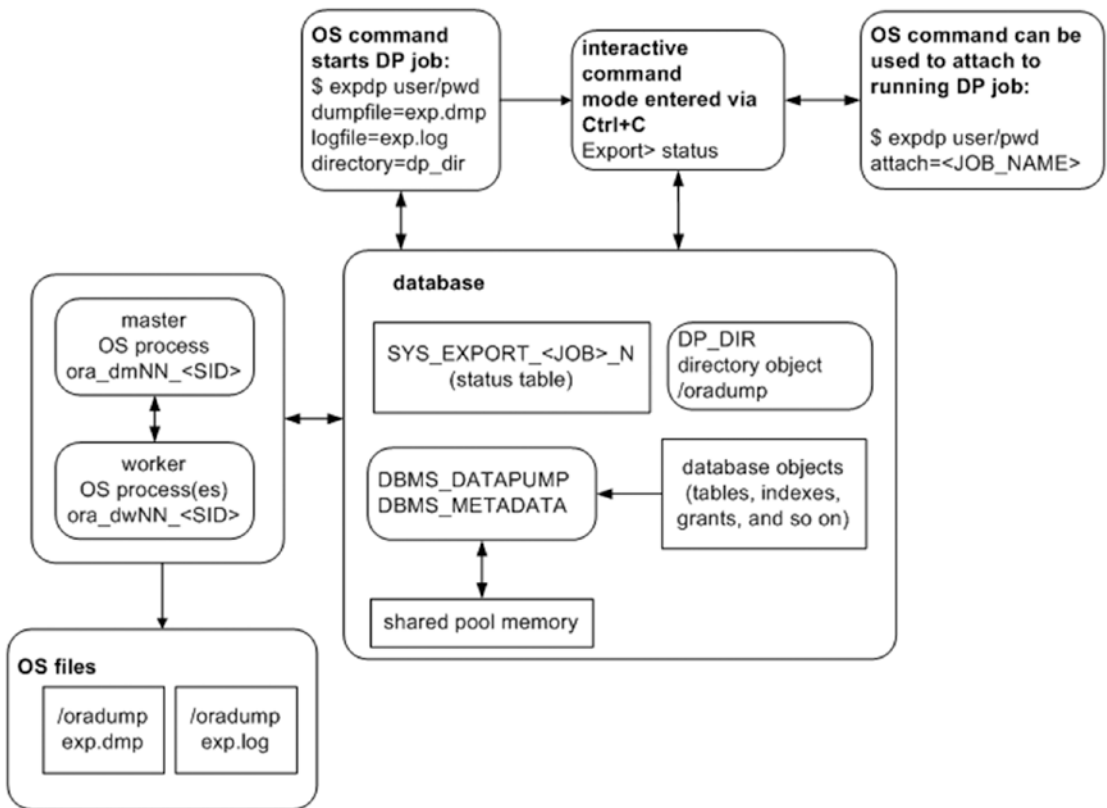 OS command
starts DP job:
$ expdp user/pwd
dumpfile=exp.dmp
logfile=exp.log
directory=dp_dir
interactive
command
mode entered via
Ctrl+C
Export> status
OS command can be
used to attach to
running DP job:
$ expdp user/pwd
attach=<JOB_NAME>
master
OS process
ora_dmNN_<SID>
worker
OS process(es)
ora_dwNN_<SID>
database
SYS_EXPORT_<JOB>_N
(status table)
DP_DIR
directory object
/oradump
DBMS_DATAPUMP
DBMS_METADATA
database objects
(tables, indexes,
grants, and so on)
shared pool memory
OS files
/oradump
exp.dmp
/oradump
exp.log